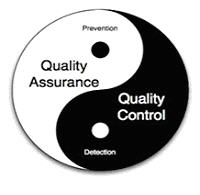 Prevention
Quality
Assurance
Quality
Control
Detection